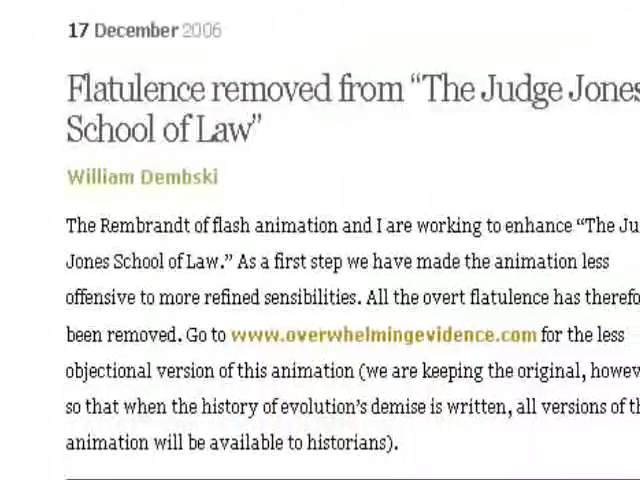 17 December 2006
Flatulence removed from “The Judge Jones
School of Law”
William Dembski
The Rembrandt of flash animation and I are working to enhance “The Ju
Jones School of Law.” As a first step we have made the animation less
offensive to more refined sensibilities. All the overt flatulence has therefo
been removed. Go to www.overwhelmingevidence.com for the less
objectional version of this animation (we are keeping the original, howev
so that when the history of evolution’s demise is written, all versions of th
animation will be available to historians).